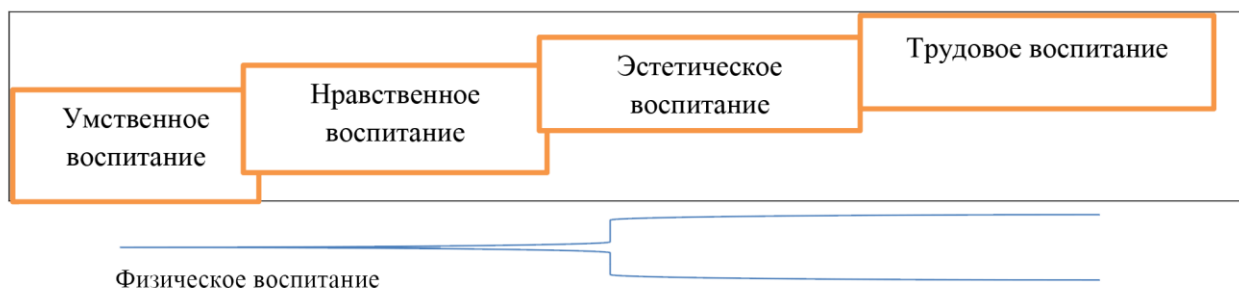 Умственное
воспитание
Нравственное
воспитание
Эстетическое
воспитание
Трудовое воспитание
Физическое воспитание